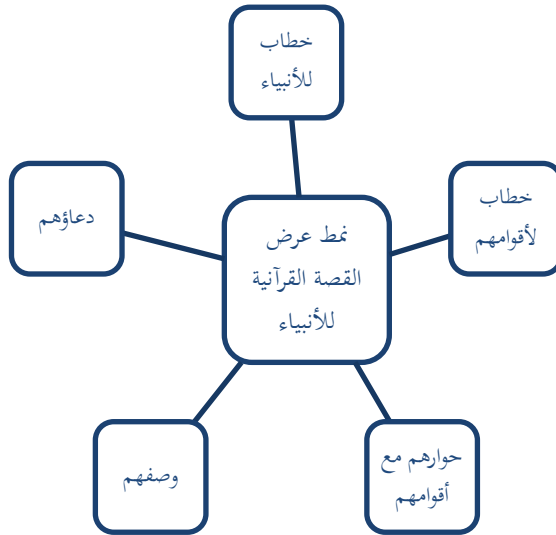 خطاب
للأنبياء
خطاب
لأقوامهم
دعاؤهم
نمط عرض
القصة القرآنية
للأنبياء
حوارهم مع
أقوامهم
وصفهم